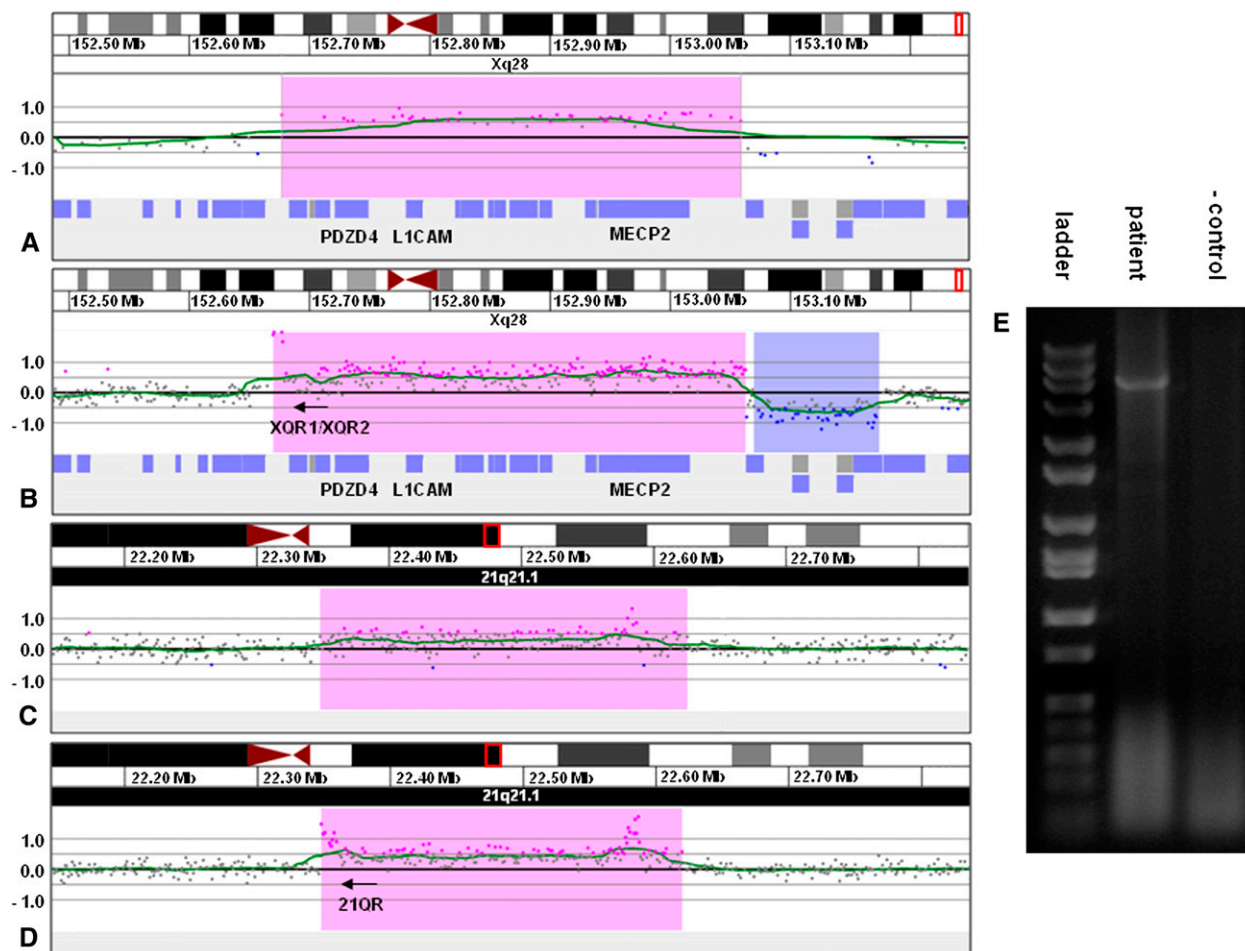 152.50 Mb 152.60 Mb 152.70 Mb 152.80 Mb 152.90 Mb 153.00 Mb 153.10 Mb
Xq28
1.0
0.0
- 1.0
PDZD4 L1CAM MECP2
A
152.50 Mb 152.60 Mb 152.70 Mb 152.80 Mb 152.90 Mb 153.00 Mb 153.10 Mb
Xq28
1.0
0.0
- 1.0
XQR1/XQR2
PDZD4 L1CAM MECP2
B
22.20 Mb 22.30 Mb 22.40 Mb 22.50 Mb 22.60 Mb 22.70 Mb
21q21.1
1.0
0.0
- 1.0
C
22.20 Mb 22.30 Mb 22.40 Mb 22.50 Mb 22.60 Mb 22.70 Mb
21q21.1
1.0
0.0
- 1.0
21QR
D
ladder
patient
- control
E